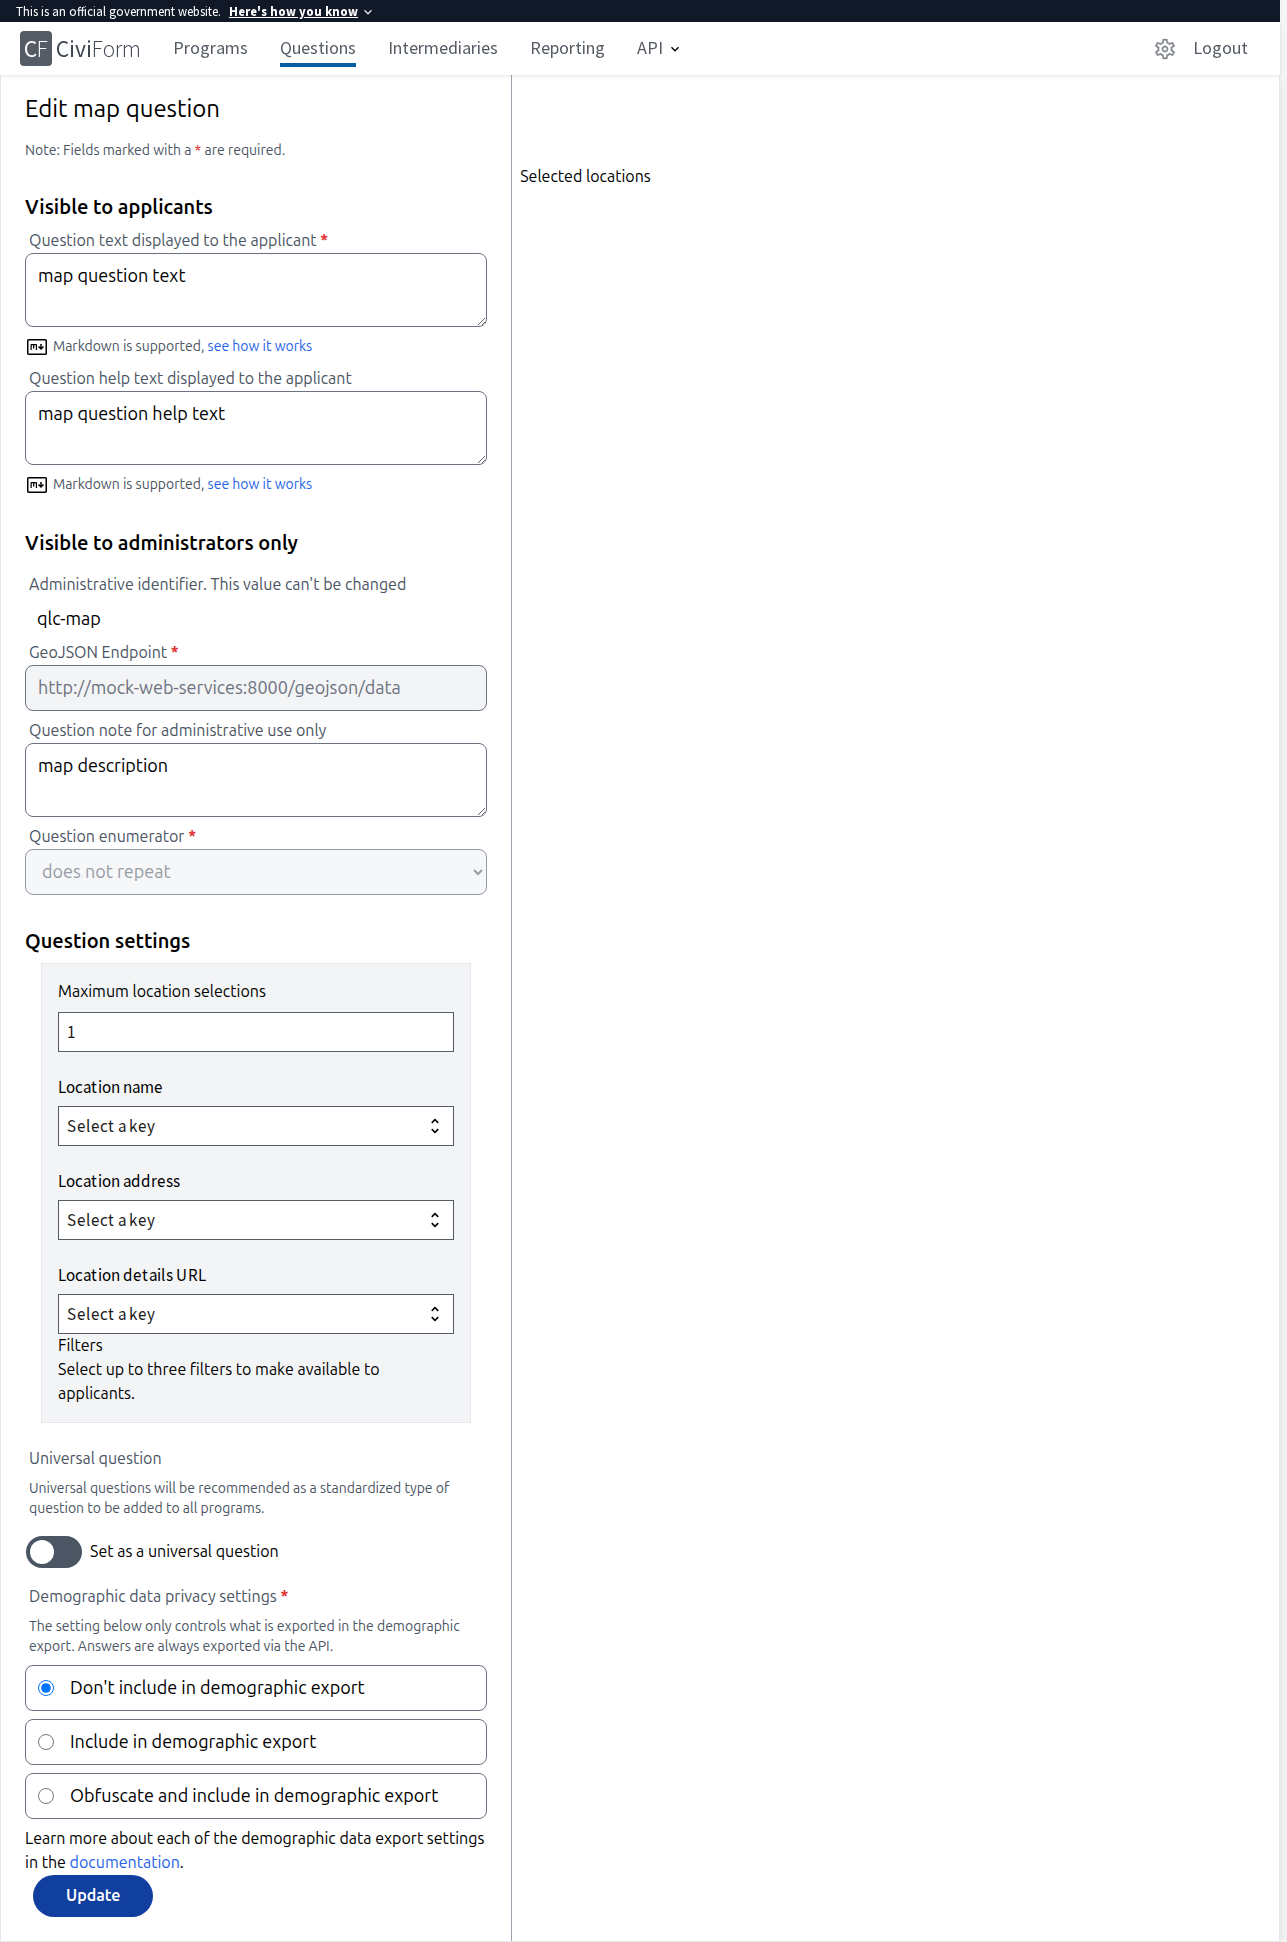 This is an official government website. Here's how you know
CF CiviForm Programs Questions Intermediaries Reporting API Logout
Edit map question
Note: Fields marked with a * are required.
Selected locations
Visible to applicants
Question text displayed to the applicant *
map question text
Markdown is supported, see how it works
Question help text displayed to the applicant
map question help text
Markdown is supported, see how it works
Visible to administrators only
Administrative identifier. This value can't be changed
qlc-map
GeoJSON Endpoint *
http://mock-web-services:8000/geojson/data
Question note for administrative use only
map description
Question enumerator *
does not repeat
Question settings
Maximum location selections
1
Location name
Select a key
Location address
Select a key
Location details URL
Select a key
Filters
Select up to three filters to make available to
applicants.
Universal question
Universal questions will be recommended as a standardized type of
question to be added to all programs.
Set as a universal question
Demographic data privacy settings *
The setting below only controls what is exported in the demographic
export. Answers are always exported via the API.
Don't include in demographic export
Include in demographic export
Obfuscate and include in demographic export
Learn more about each of the demographic data export settings
in the documentation.
Update